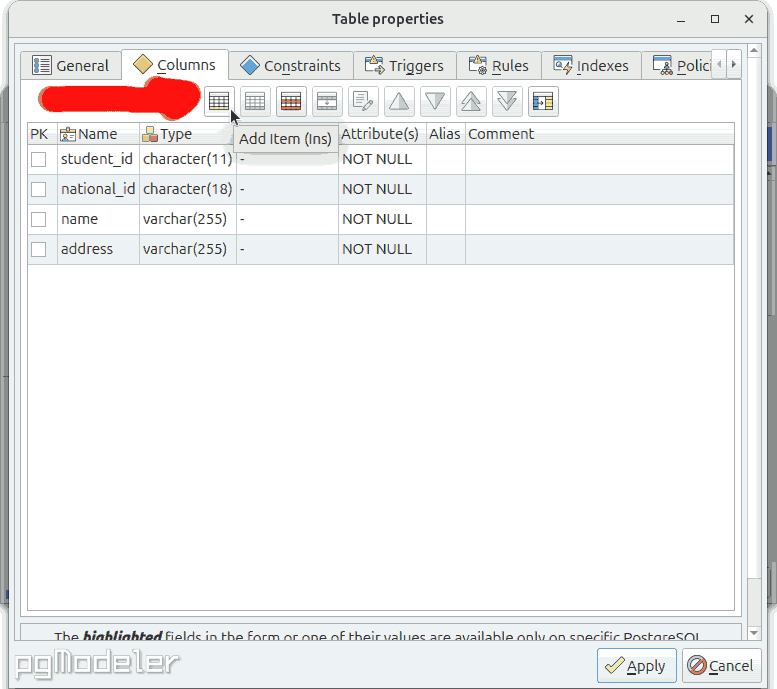 Table properties
General Columns Constraints Triggers Rules Indexes Polici
Add Item (Ins)
PK Name Type Attribute(s) Alias Comment
student_id character(11) - NOT NULL
national_id character(18) - NOT NULL
name varchar(255) - NOT NULL
address varchar(255) - NOT NULL
The highlighted fields in the form or one of their values are available only on specific PostgreSQL
pgModeler
Apply Cancel